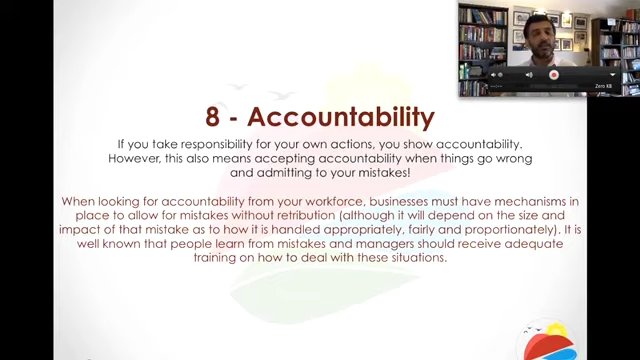 Zero KB
8 - Accountability
If you take responsibility for your own actions, you show accountability.
However, this also means accepting accountability when things go wrong
and admitting to your mistakes!
When looking for accountability from your workforce, businesses must have mechanisms in
place to allow for mistakes without retribution (although it will depend on the size and
impact of that mistake as to how it is handled appropriately, fairly and proportionately). It is
well known that people learn from mistakes and managers should receive adequate
training on how to deal with these situations.